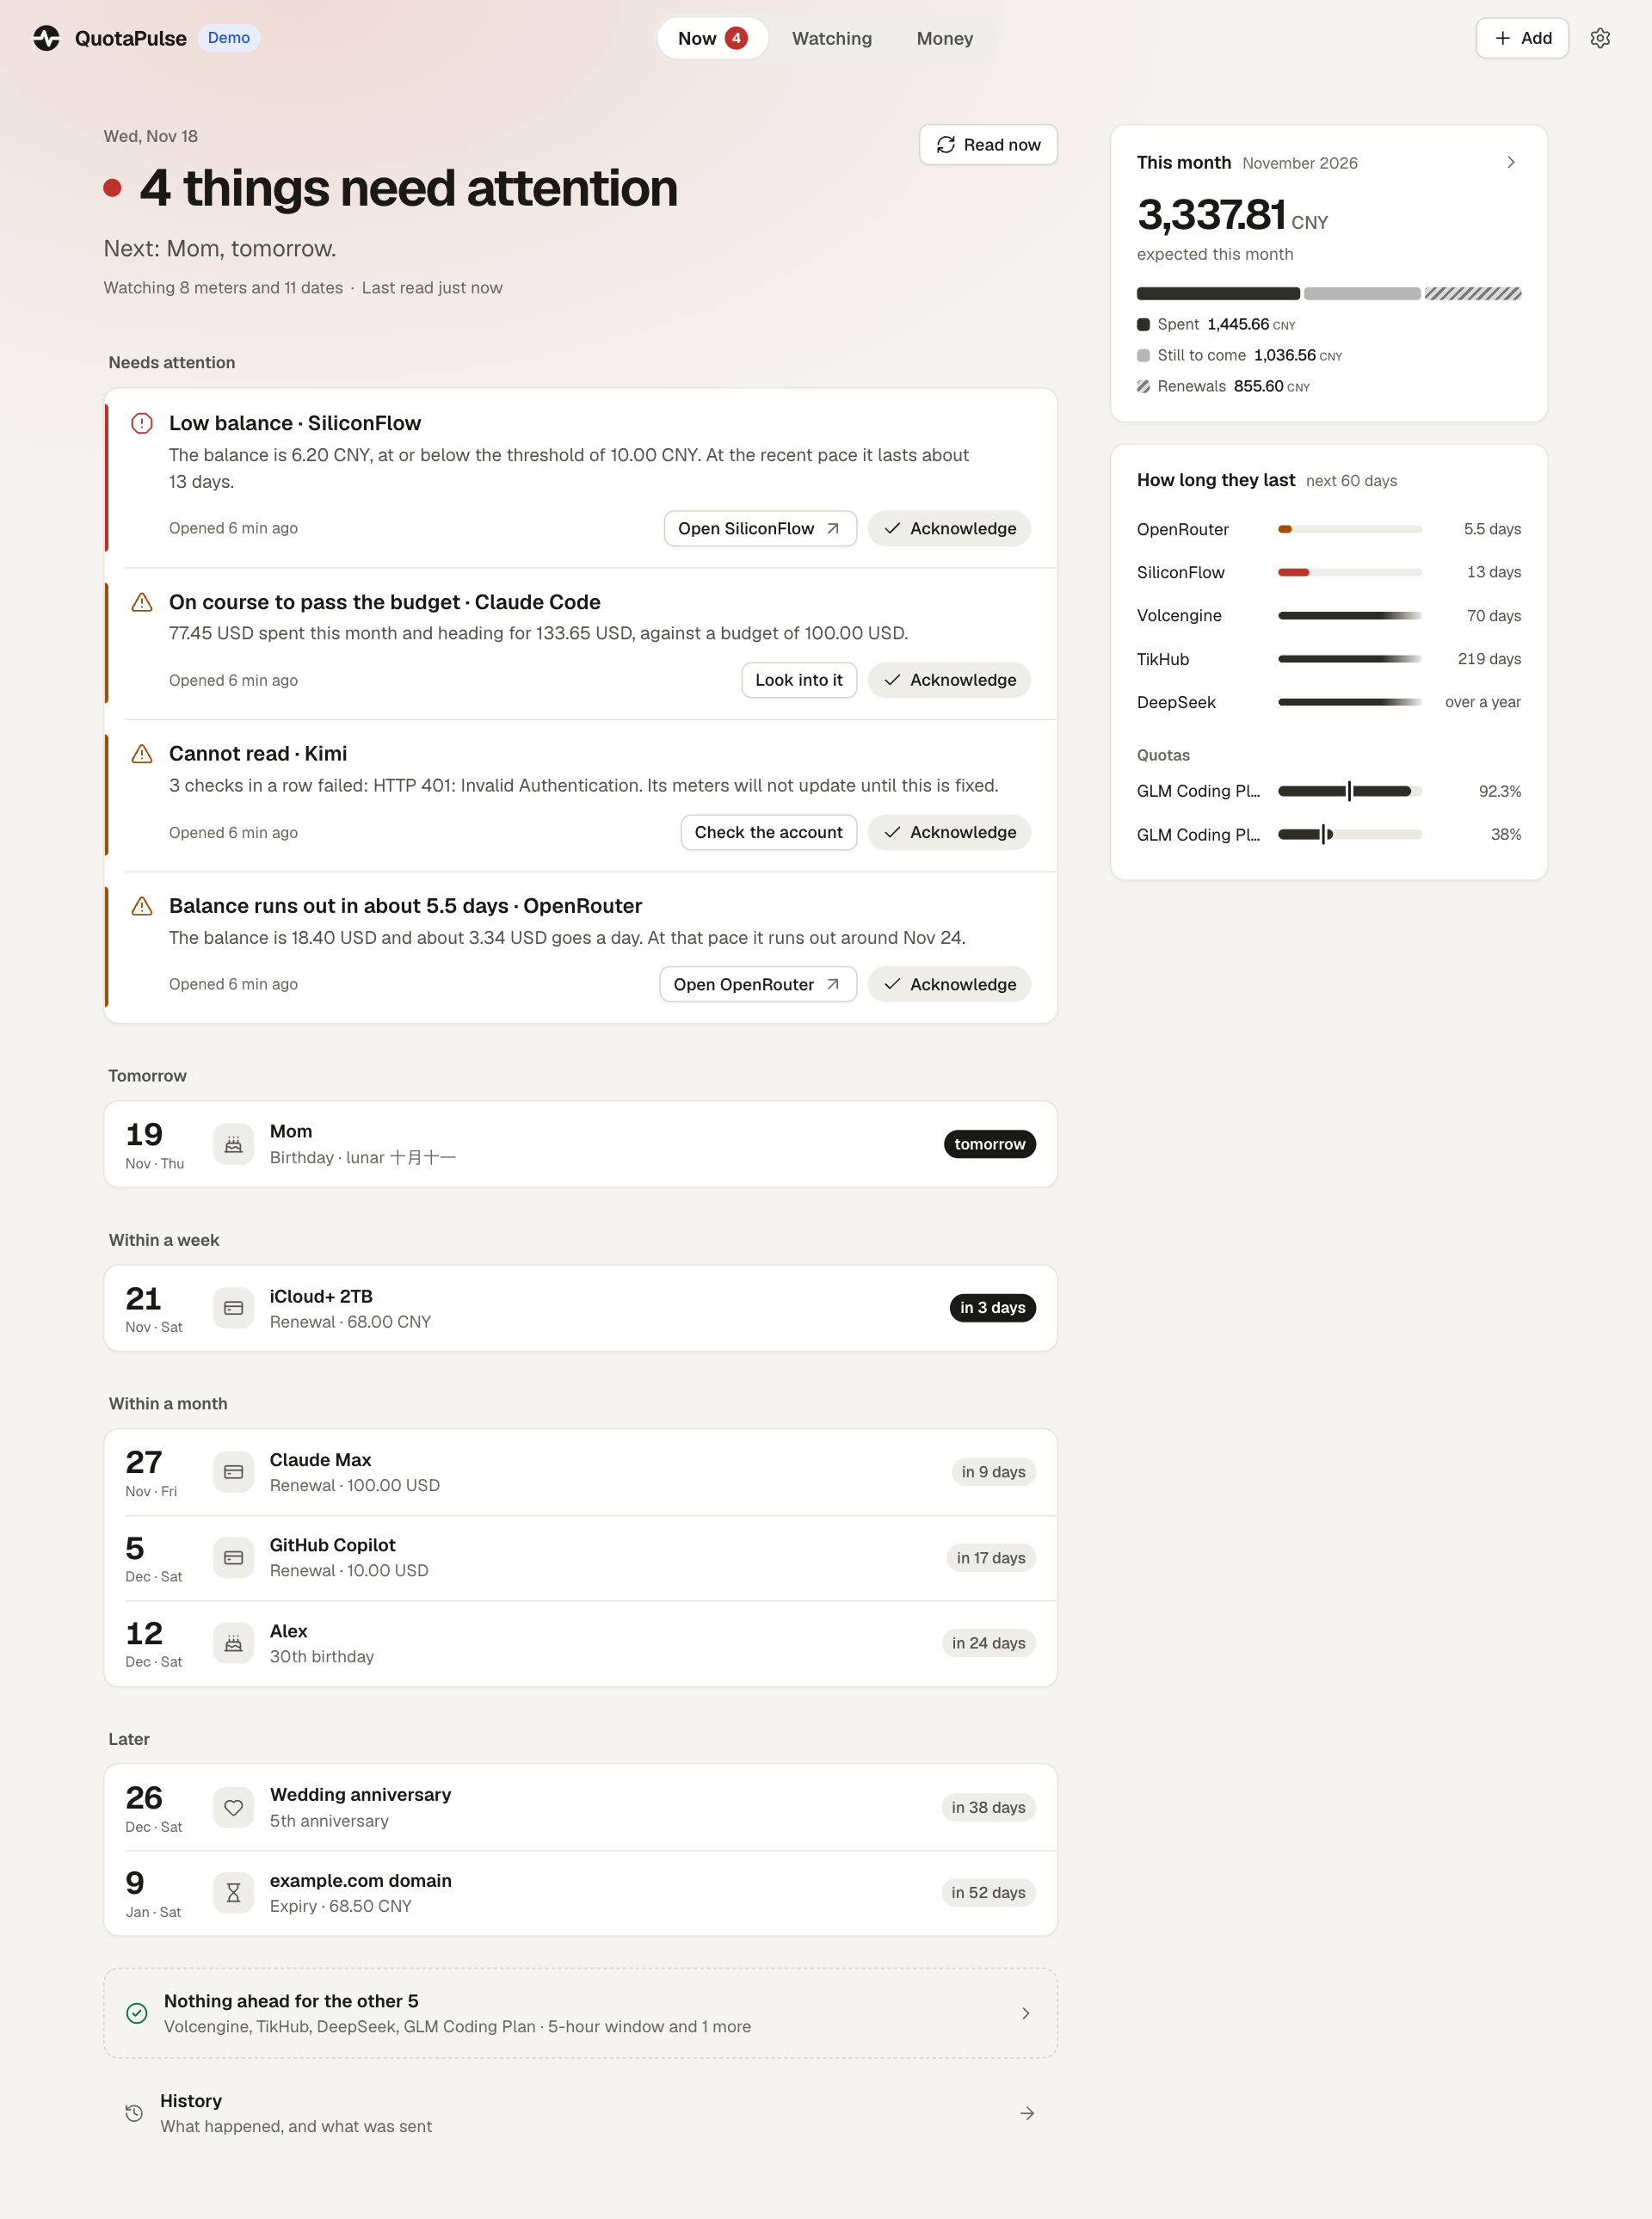 QuotaPulse Demo
Now 4
Watching
Money
Add
Wed, Nov 18
4 things need attention
Next: Mom, tomorrow.
Watching 8 meters and 11 dates · Last read just now
Read now
Needs attention
Low balance · SiliconFlow
The balance is 6.20 CNY, at or below the threshold of 10.00 CNY. At the recent pace it lasts about
13 days.
Opened 6 min ago
Open SiliconFlow
Acknowledge
On course to pass the budget · Claude Code
77.45 USD spent this month and heading for 133.65 USD, against a budget of 100.00 USD.
Opened 6 min ago
Look into it
Acknowledge
Cannot read · Kimi
3 checks in a row failed: HTTP 401: Invalid Authentication. Its meters will not update until this is fixed.
Opened 6 min ago
Check the account
Acknowledge
Balance runs out in about 5.5 days · OpenRouter
The balance is 18.40 USD and about 3.34 USD goes a day. At that pace it runs out around Nov 24.
Opened 6 min ago
Open OpenRouter
Acknowledge
Tomorrow
19
Nov · Thu
Mom
Birthday · lunar 十月十一
tomorrow
Within a week
21
Nov · Sat
iCloud+ 2TB
Renewal · 68.00 CNY
in 3 days
Within a month
27
Nov · Fri
Claude Max
Renewal · 100.00 USD
in 9 days
5
Dec · Sat
GitHub Copilot
Renewal · 10.00 USD
in 17 days
12
Dec · Sat
Alex
30th birthday
in 24 days
Later
26
Dec · Sat
Wedding anniversary
5th anniversary
in 38 days
9
Jan · Sat
example.com domain
Expiry · 68.50 CNY
in 52 days
Nothing ahead for the other 5
Volcengine, TikHub, DeepSeek, GLM Coding Plan · 5-hour window and 1 more
History
What happened, and what was sent
This month November 2026
3,337.81 CNY
expected this month
Spent 1,445.66 CNY
Still to come 1,036.56 CNY
Renewals 855.60 CNY
How long they last next 60 days
OpenRouter 5.5 days
SiliconFlow 13 days
Volcengine 70 days
TikHub 219 days
DeepSeek over a year
Quotas
GLM Coding Pl... 92.3%
GLM Coding Pl... 38%